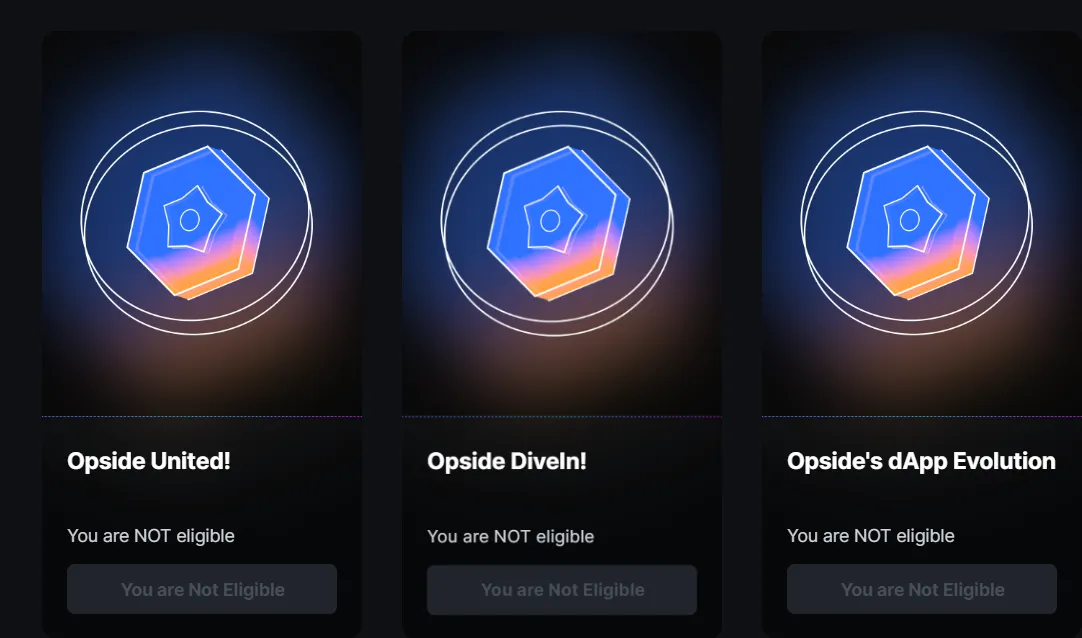 Opside United!
You are NOT eligible
You are Not Eligible
Opside DiveIn!
You are NOT eligible
You are Not Eligible
Opside's dApp Evolution
You are NOT eligible
You are Not Eligible